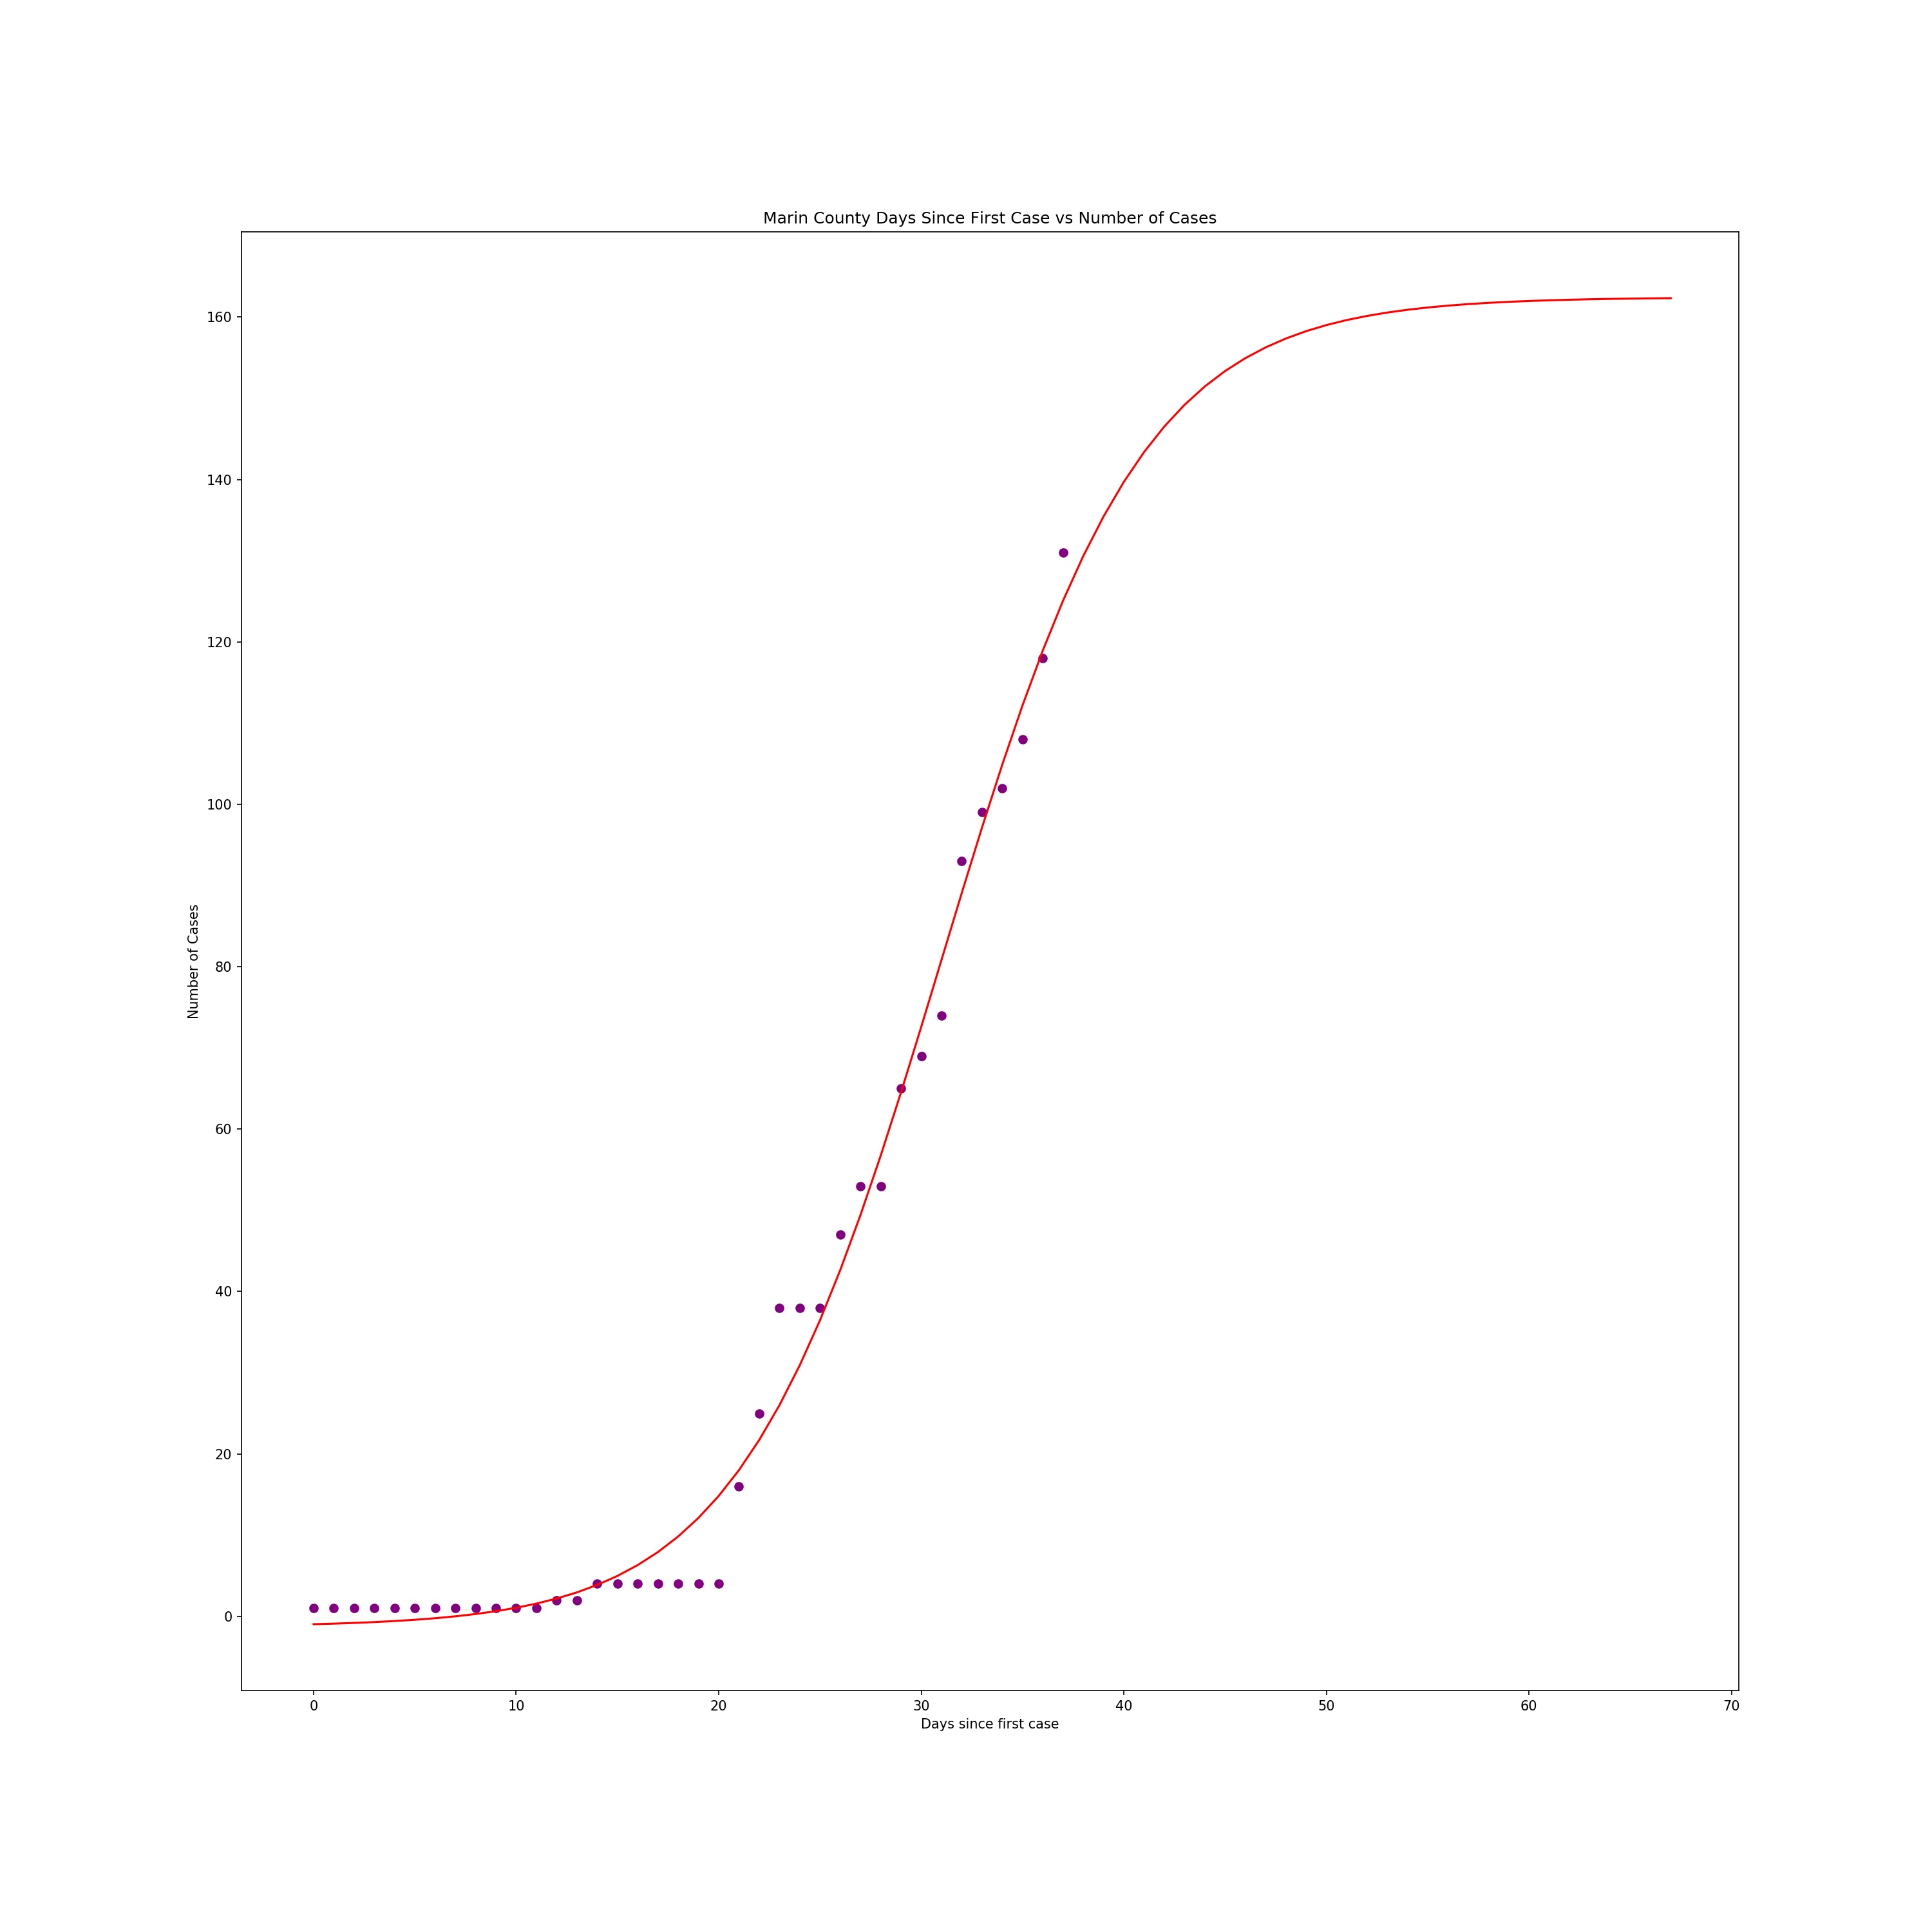 Marin County Days Since First Case vs Number of Cases
160
140
120
100
80
60
40
20
0
Number of Cases
0 10 20 30 40 50 60 70
Days since first case